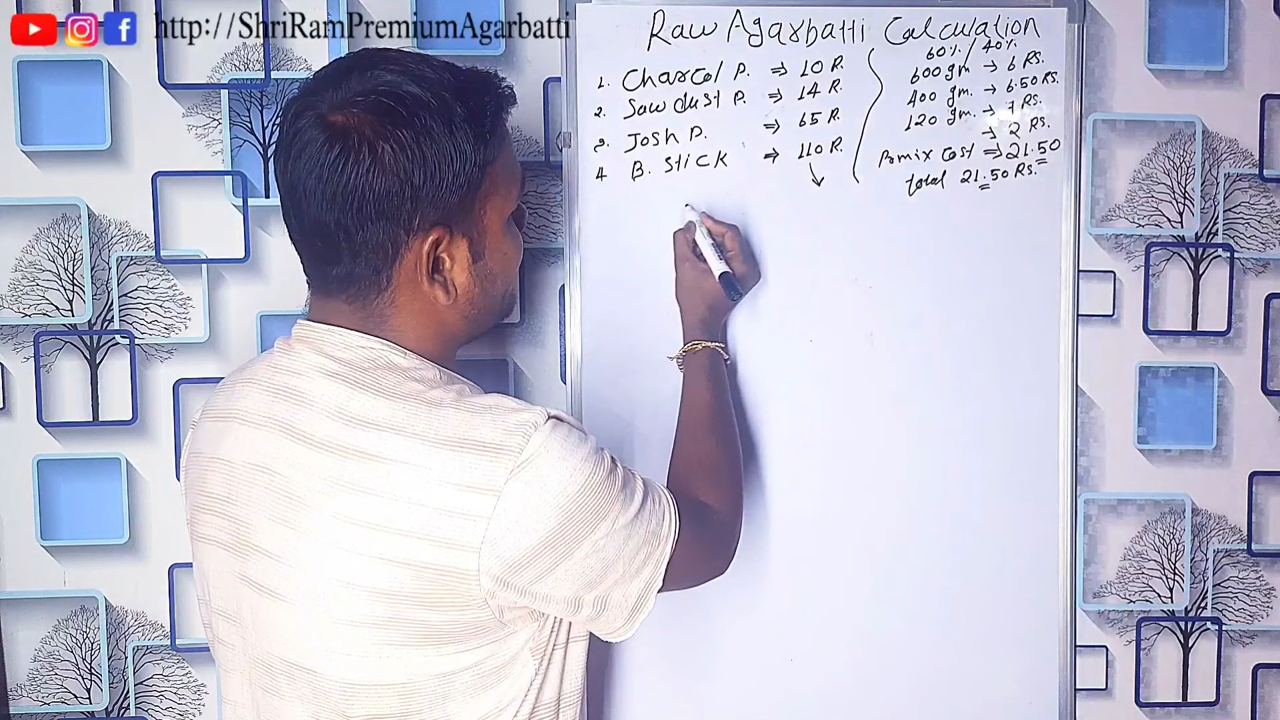 http://ShriRamPremiumAgarbatti
Raw Agarbatti Calculation
1. Charcol P. ⇒ 10 R.
2. Saw dust P. ⇒ 14 R.
3. Josh P. ⇒ 65 R.
4 B. Stick ⇒ 110 R.
60% / 40%
600 gm → 6 RS.
400 gm. → 6.50 RS.
120 gm. → 7 RS.
→ 2 RS.
Pomix Cost ⇒ 21.50
total 21.50 RS.